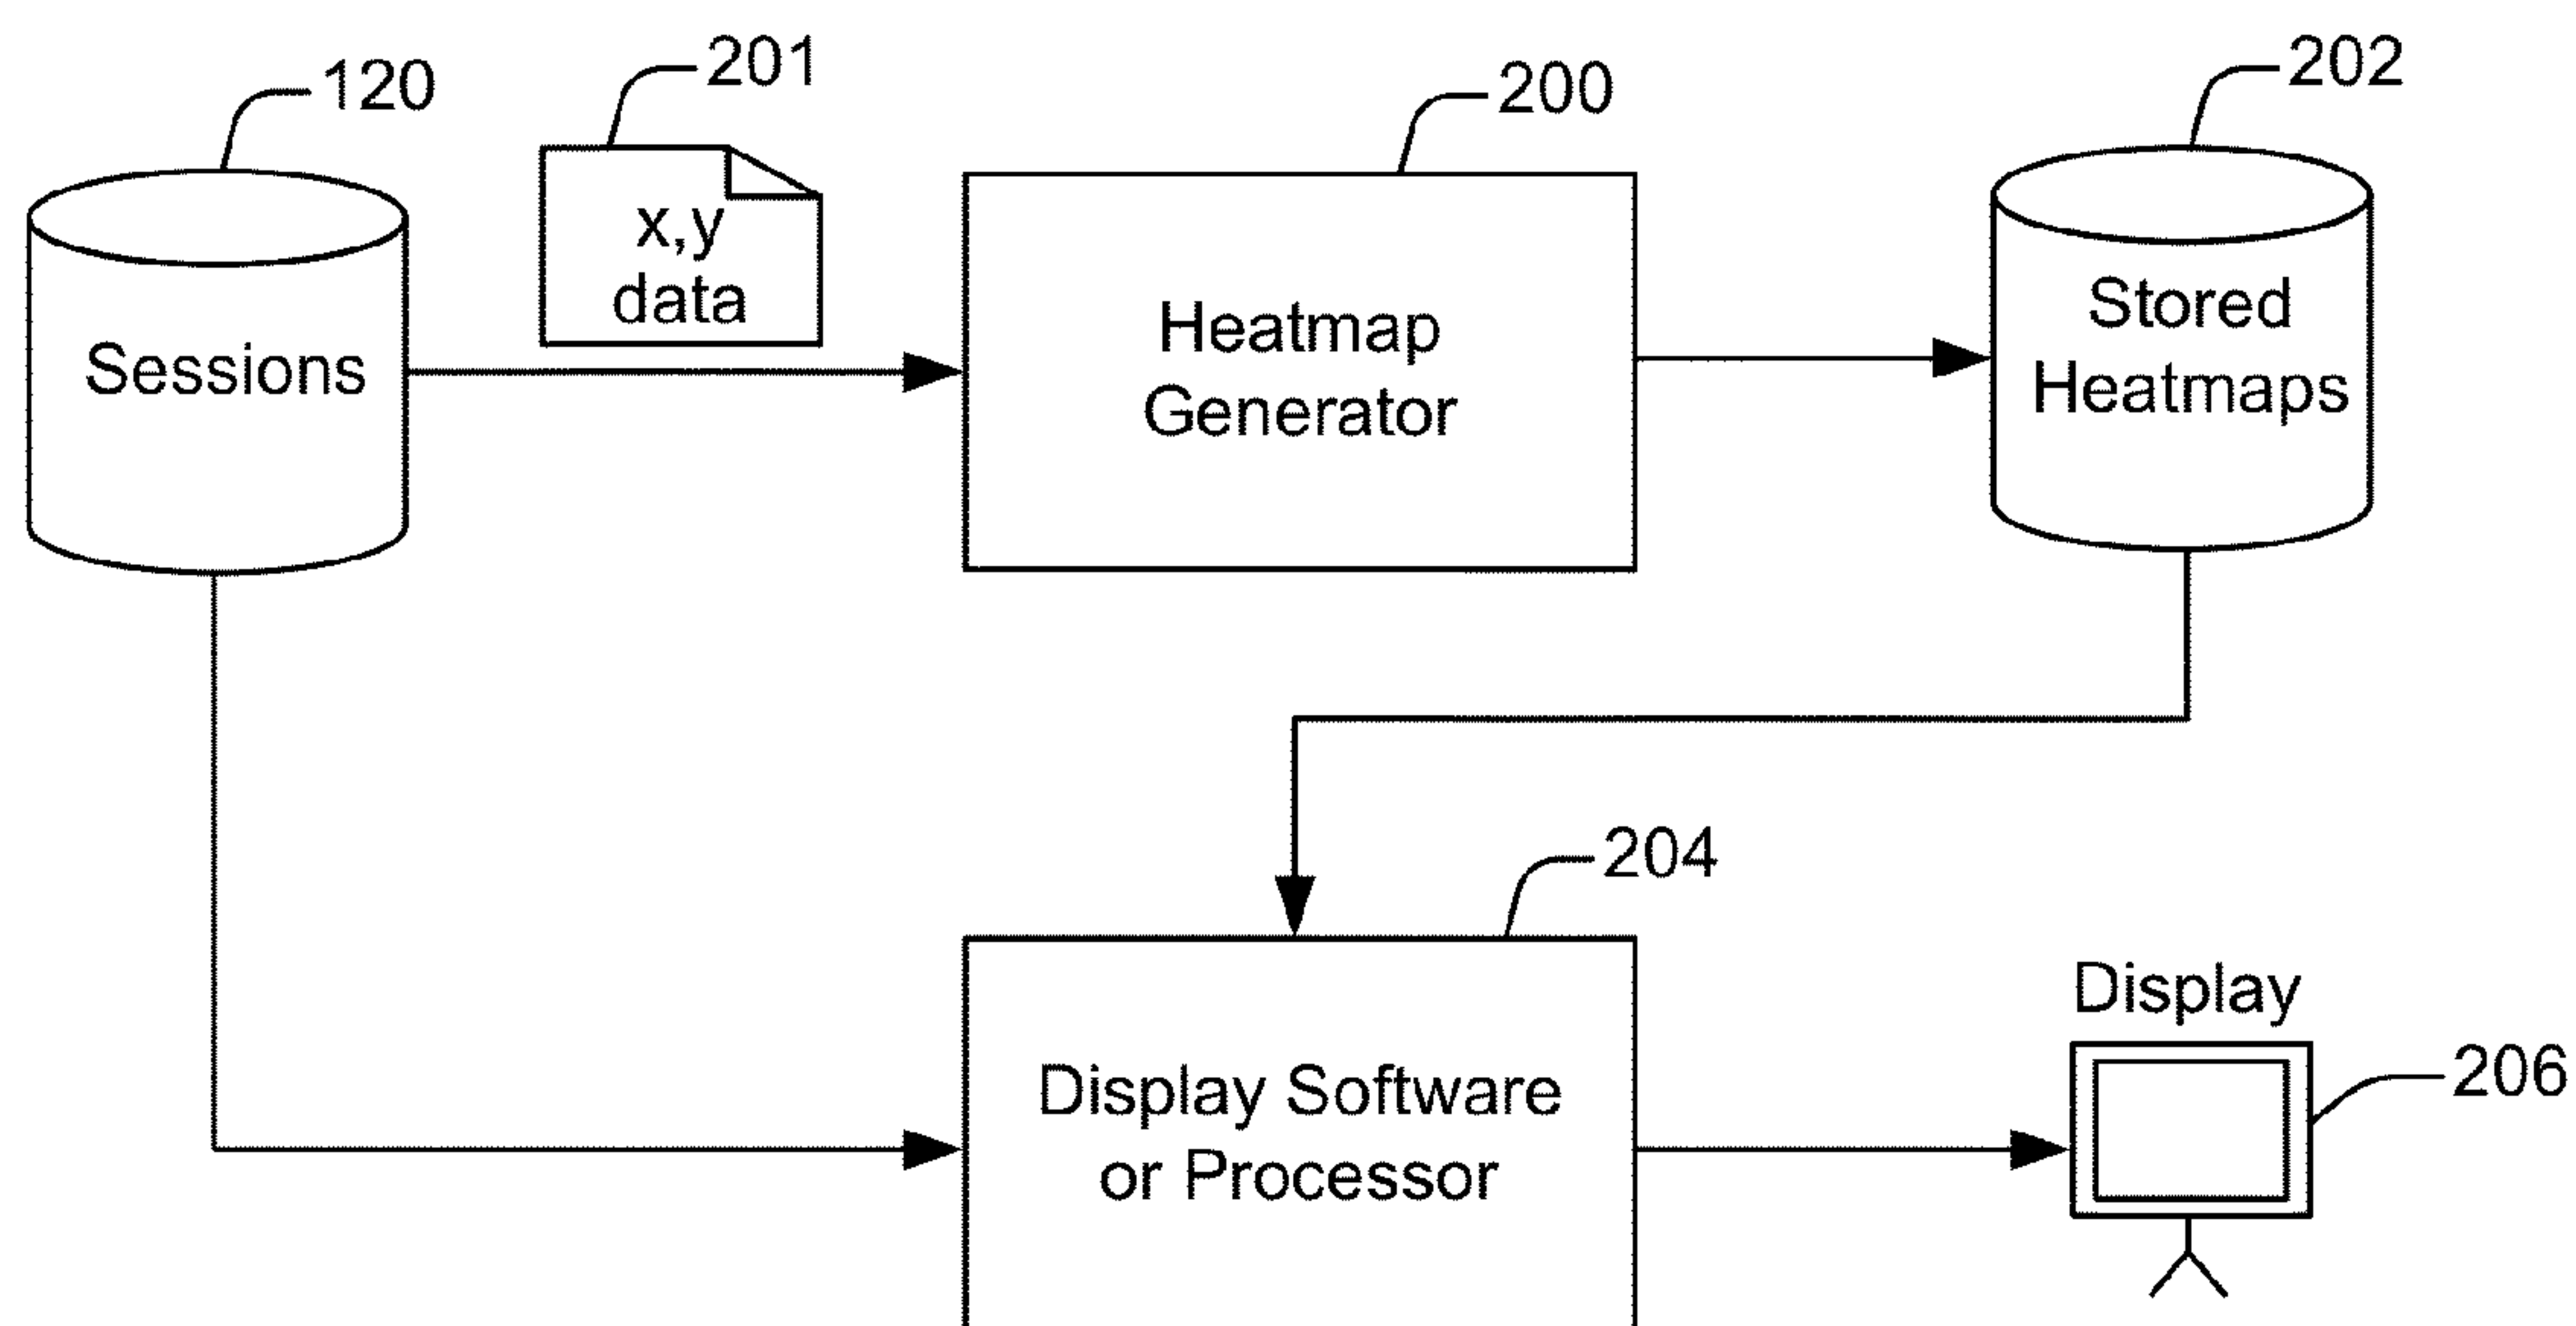 120
201
200
202
x,y
data
Sessions
Heatmap
Generator
Stored
Heatmaps
204
Display
206
Display Software
or Processor